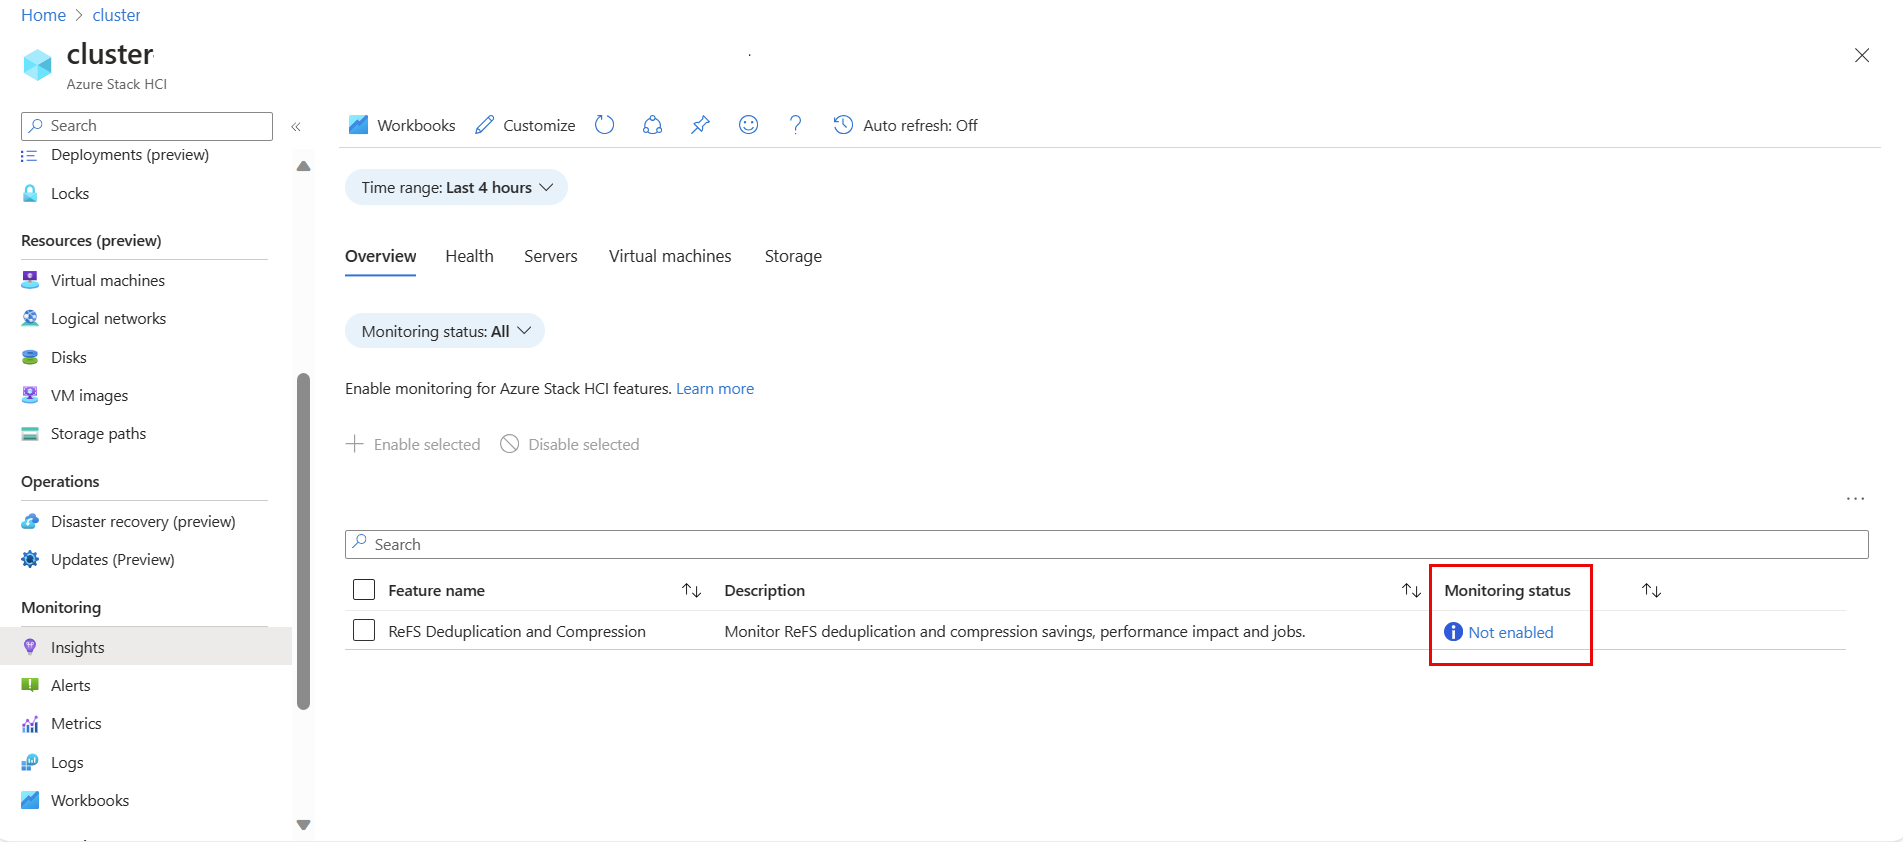 Home > cluster
cluster
Azure Stack HCI
Search
Deployments (preview)
Locks
Resources (preview)
Virtual machines
Logical networks
Disks
VM images
Storage paths
Operations
Disaster recovery (preview)
Updates (Preview)
Monitoring
Insights
Alerts
Metrics
Logs
Workbooks
Workbooks Customize Auto refresh: Off
Time range: Last 4 hours
Overview Health Servers Virtual machines Storage
Monitoring status: All
Enable monitoring for Azure Stack HCI features. Learn more
Enable selected Disable selected
...
Search
Feature name Description Monitoring status
ReFS Deduplication and Compression Monitor ReFS deduplication and compression savings, performance impact and jobs. Not enabled